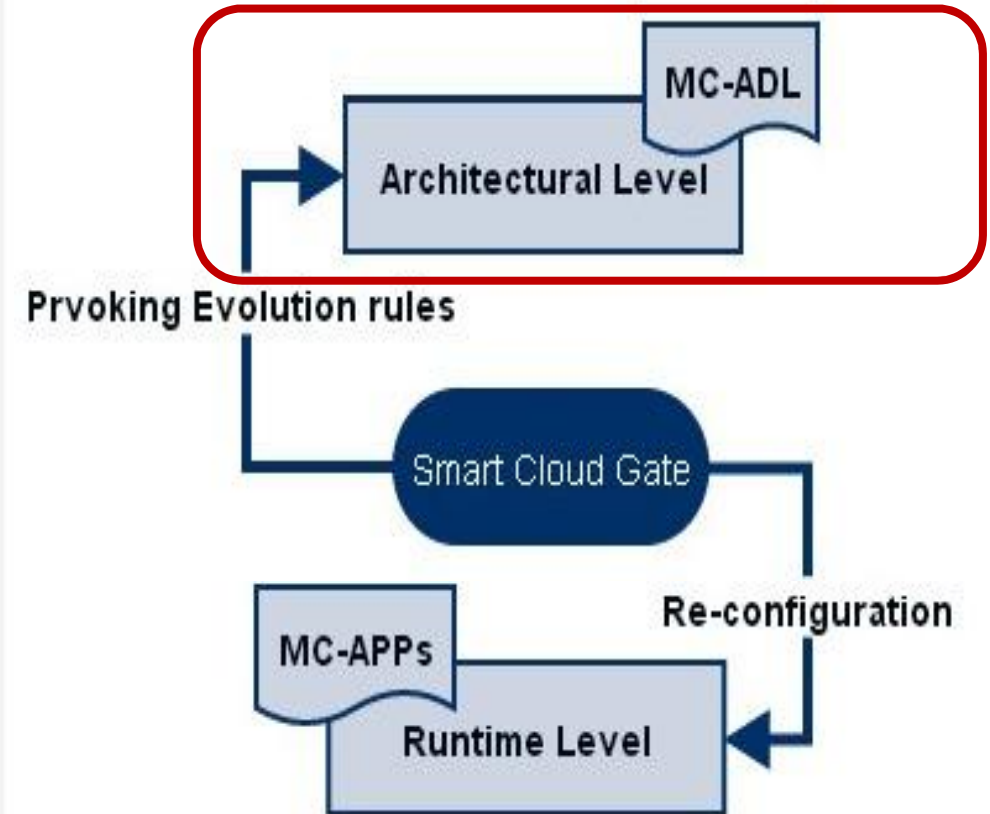 MC-ADL
Architectural Level
Prvoking Evolution rules
Smart Cloud Gate
Re-configuration
MC-APPs
Runtime Level